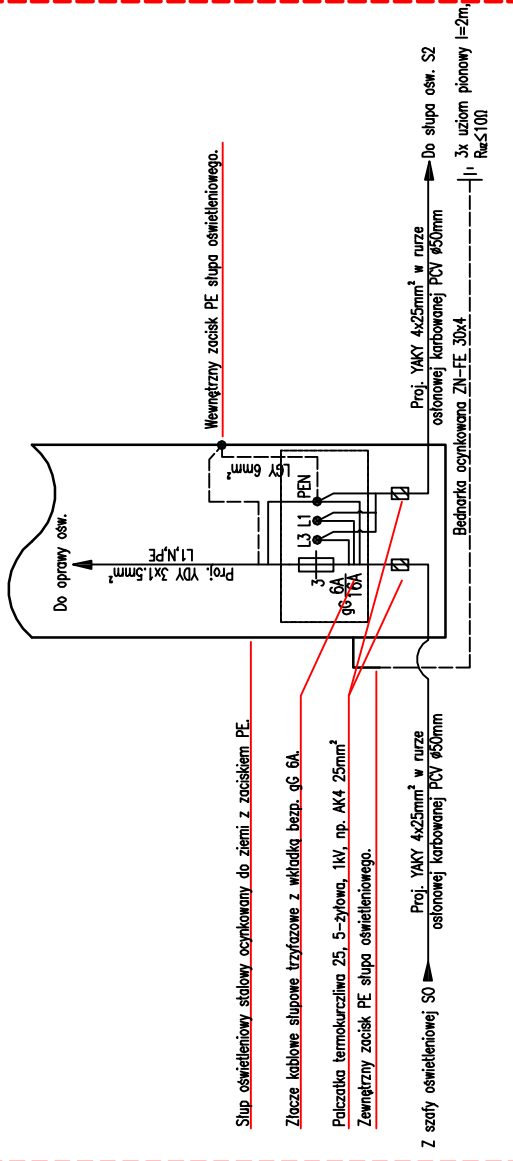 Do oprawy ośw.
Proj. YDY 3x1.5mm²
L1,N,PE
Wewnętrzny zacisk PE słupa oświetleniowego.
LGY 6mm²
L3
L1
PEN
3
gG
6A
16A
Słup oświetleniowy stalowy ocynkowany do ziemi z zaciskiem PE.
Złącze kablowe słupowe trzyfazowe z wkładką bezp. gG 6A.
Palczatka termokurczliwa 25, 5-żyłowa, 1kV, np. AK4 25mm²
Zewnętrzny zacisk PE słupa oświetleniowego.
Z szafy oświetleniowej SO
Proj. YAKY 4x25mm² w rurze
osłonowej karbowanej PCV ø50mm
Proj. YAKY 4x25mm² w rurze
osłonowej karbowanej PCV ø50mm
Do słupa ośw. S2
Bednarka ocynkowana ZN-FE 30x4
3x uziom pionowy l=2m,
Ruz≤10Ω